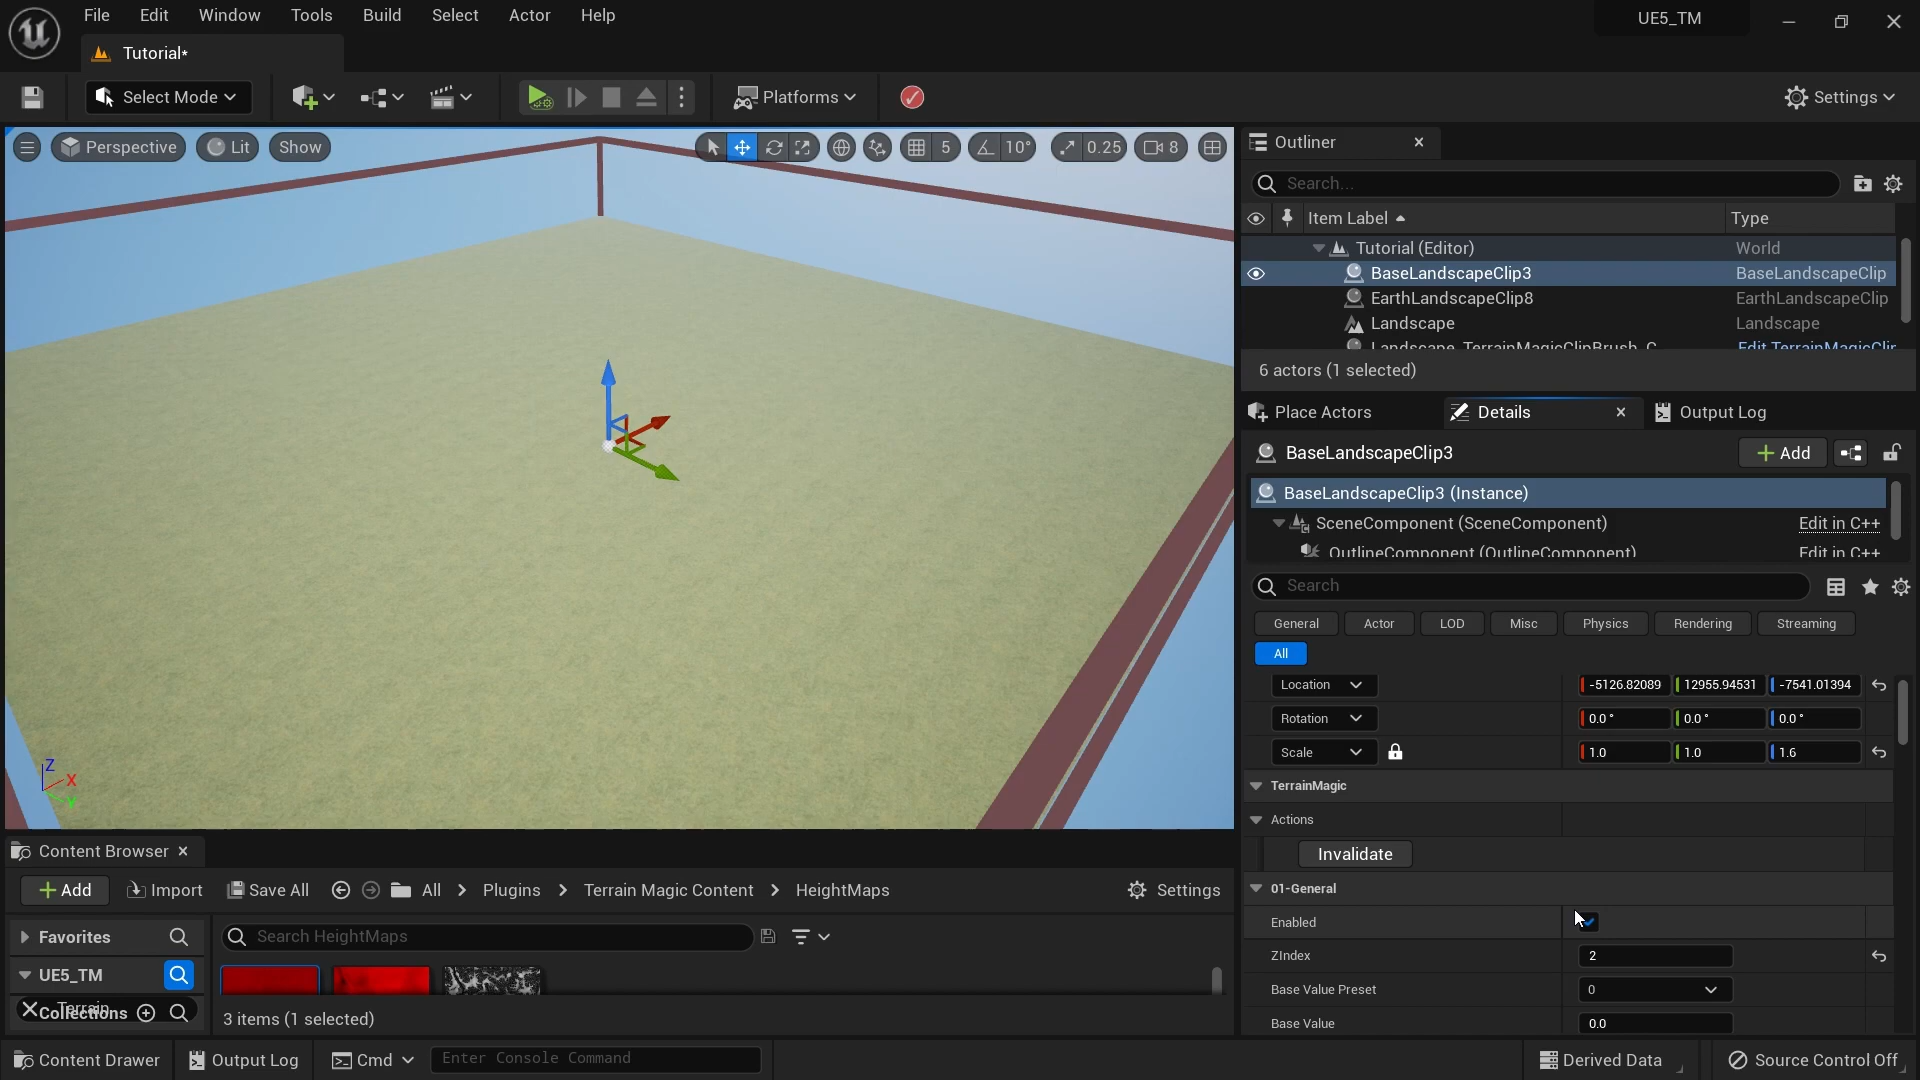 File Edit Window Tools Build Select Actor Help
UE5_TM
Tutorial*
Select Mode
Platforms
Settings
Perspective Lit Show
5 10° 0.25 8
Z
X
Y
Outliner
Search...
Item Label Type
Tutorial (Editor) World
BaseLandscapeClip3 BaseLandscapeClip
EarthLandscapeClip8 EarthLandscapeClip
Landscape Landscape
Landscape_TerrainMagicClipBrush_C Edit TerrainMagicClip
6 actors (1 selected)
Place Actors Details Output Log
BaseLandscapeClip3
Add
BaseLandscapeClip3 (Instance)
SceneComponent (SceneComponent) Edit in C++
OutlineComponent (OutlineComponent) Edit in C++
Search
General Actor LOD Misc Physics Rendering Streaming
All
Location -5126.82089 12955.94531 -7541.01394
Rotation 0.0° 0.0° 0.0°
Scale 1.0 1.0 1.6
TerrainMagic
Actions
Invalidate
01-General
Enabled
ZIndex 2
Base Value Preset 0
Base Value 0.0
Content Browser
Add Import Save All All Plugins Terrain Magic Content HeightMaps Settings
Favorites
Search HeightMaps
UE5_TM
Terrain
Collections
3 items (1 selected)
Content Drawer Output Log Cmd Enter Console Command Derived Data Source Control Off